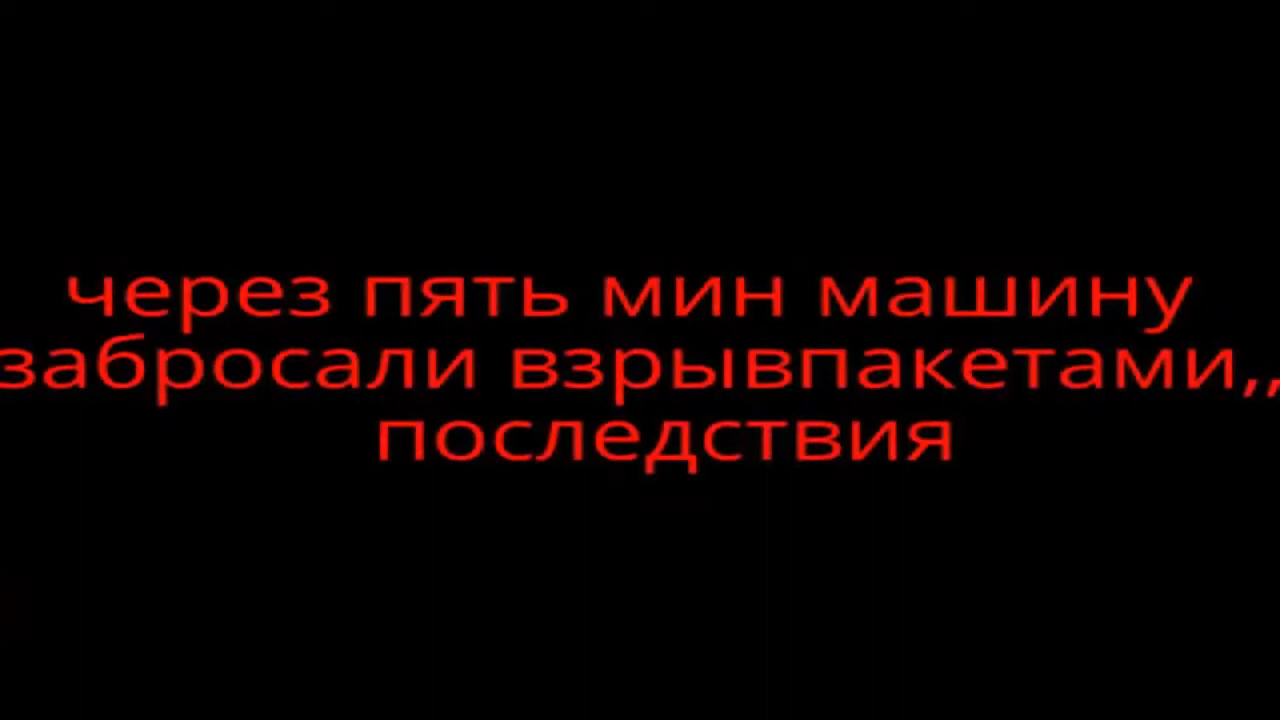 через пять мин машину
забросали взрывпакетами,,
последствия